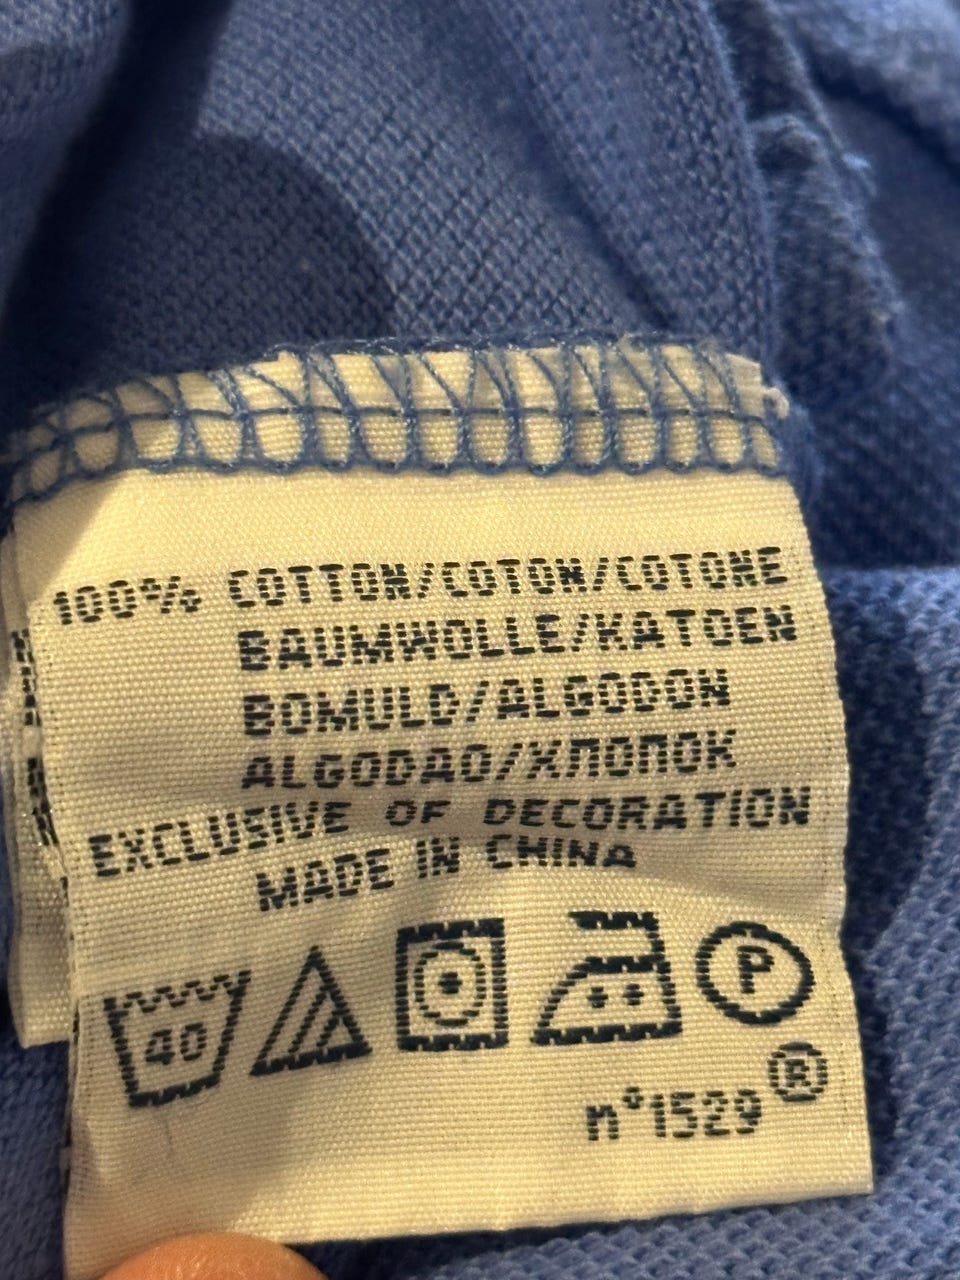 100% COTTON/COTON/COTONE
BAUMWOLLE/KATOEN
BOMULD/ALGODON
ALGODAO/ХЛОПОК
EXCLUSIVE OF DECORATION
MADE IN CHINA
40
P
n°1529 ®